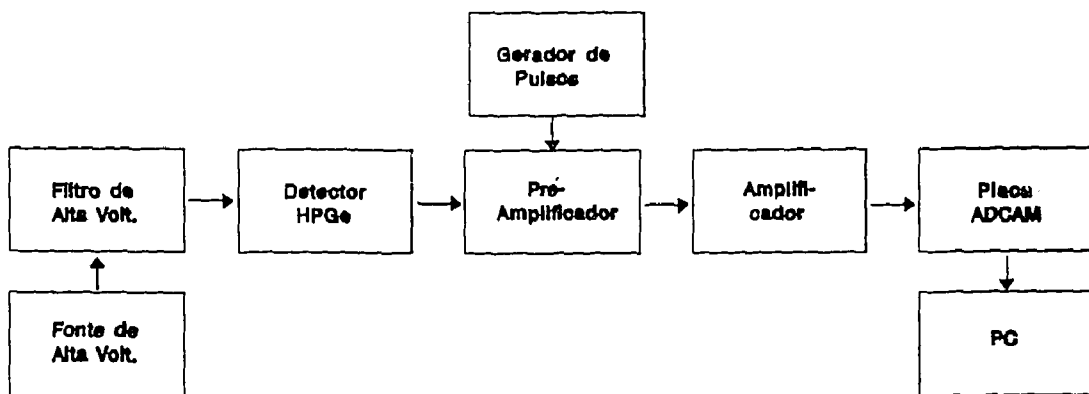 Gerador de
Pulsos
Filtro de
Alta Volt.
Detector
HPGe
Pré-
Amplificador
Amplifi-
cador
Placa
ADCAM
Fonte de
Alta Volt.
PC